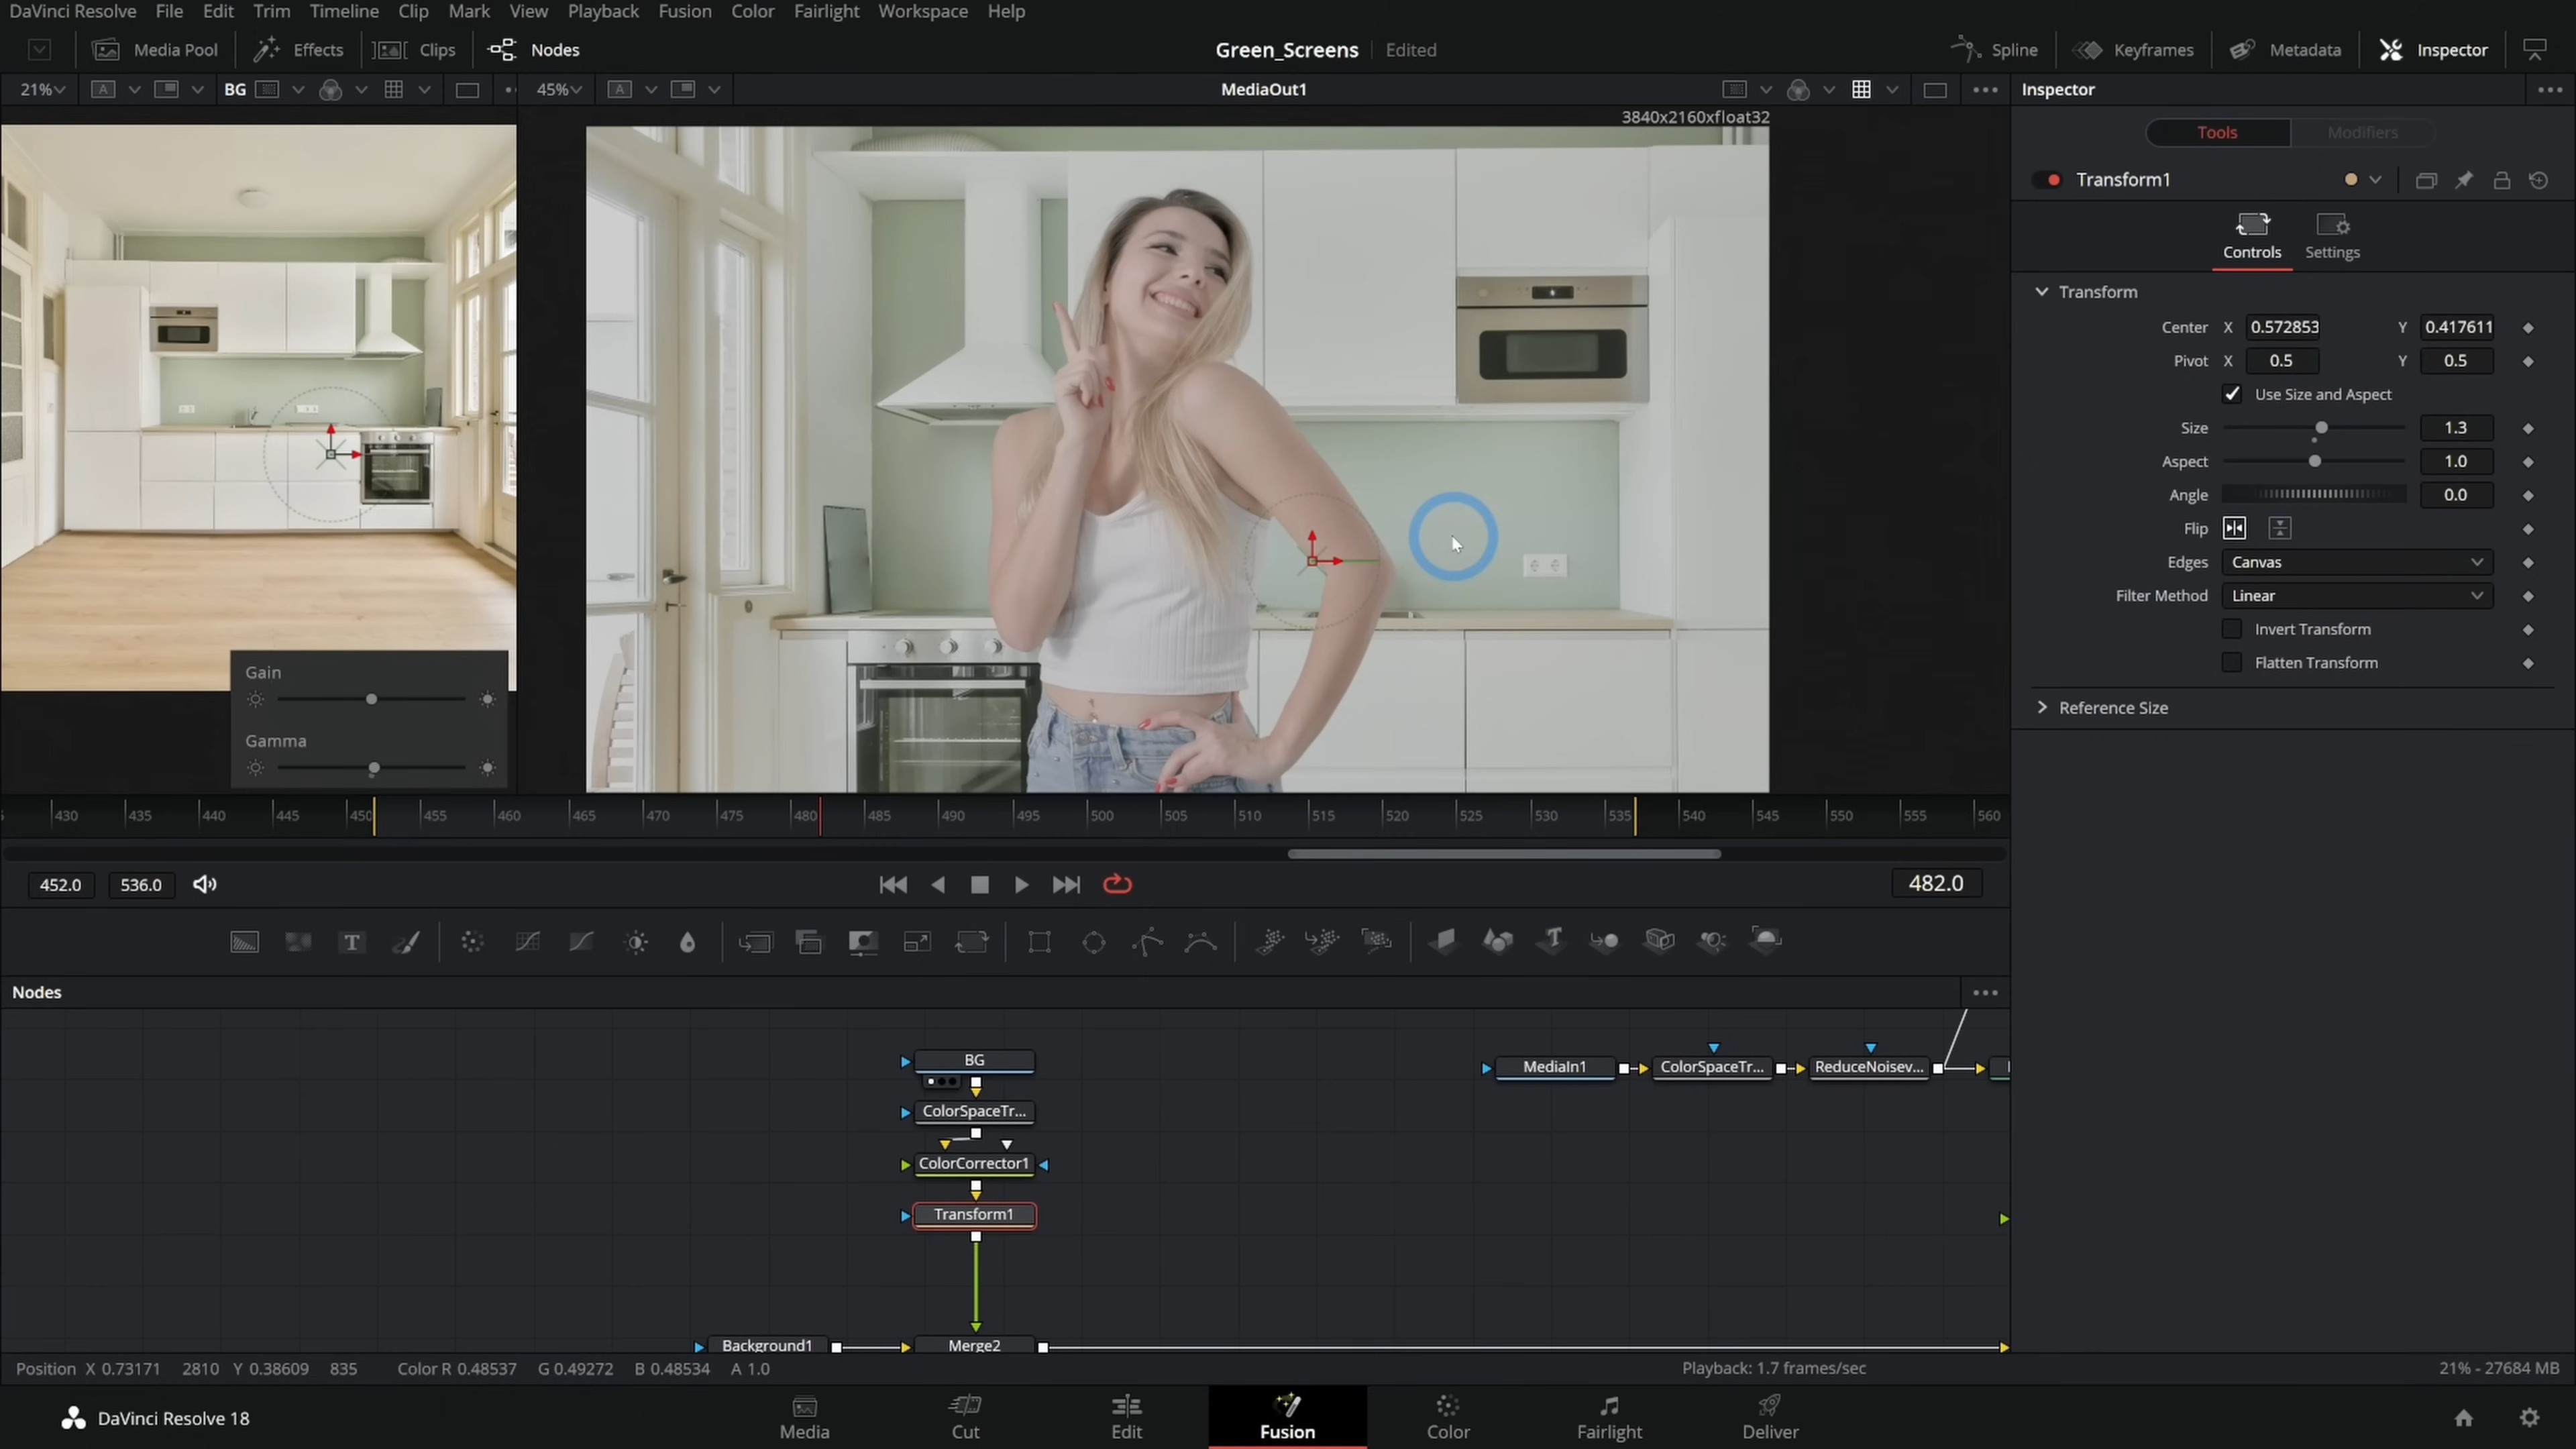 DaVinci Resolve File Edit Trim Timeline Clip Mark View Playback Fusion Color Fairlight Workspace Help
Media Pool Effects Clips Nodes Green_Screens Edited Spline Keyframes Metadata Inspector
21% A BG 45% A MediaOut1 Inspector
3840x2160xfloat32
Tools Modifiers
Transform1
Controls Settings
Transform
Center X 0.572853 Y 0.417611
Pivot X 0.5 Y 0.5
Use Size and Aspect
Size 1.3
Aspect 1.0
Angle 0.0
Flip
Edges Canvas
Filter Method Linear
Invert Transform
Flatten Transform
Reference Size
Gain
Gamma
430 435 440 445 450 455 460 465 470 475 480 485 490 495 500 505 510 515 520 525 530 535 540 545 550 555 560
452.0 536.0 482.0
T
Nodes
BG
MediaIn1 ColorSpaceTr... ReduceNoisev...
ColorSpaceTr...
ColorCorrector1
Transform1
Background1 Merge2
Position X 0.73171 2810 Y 0.38609 835 Color R 0.48537 G 0.49272 B 0.48534 A 1.0 Playback: 1.7 frames/sec 21% - 27684 MB
DaVinci Resolve 18 Media Cut Edit Fusion Color Fairlight Deliver